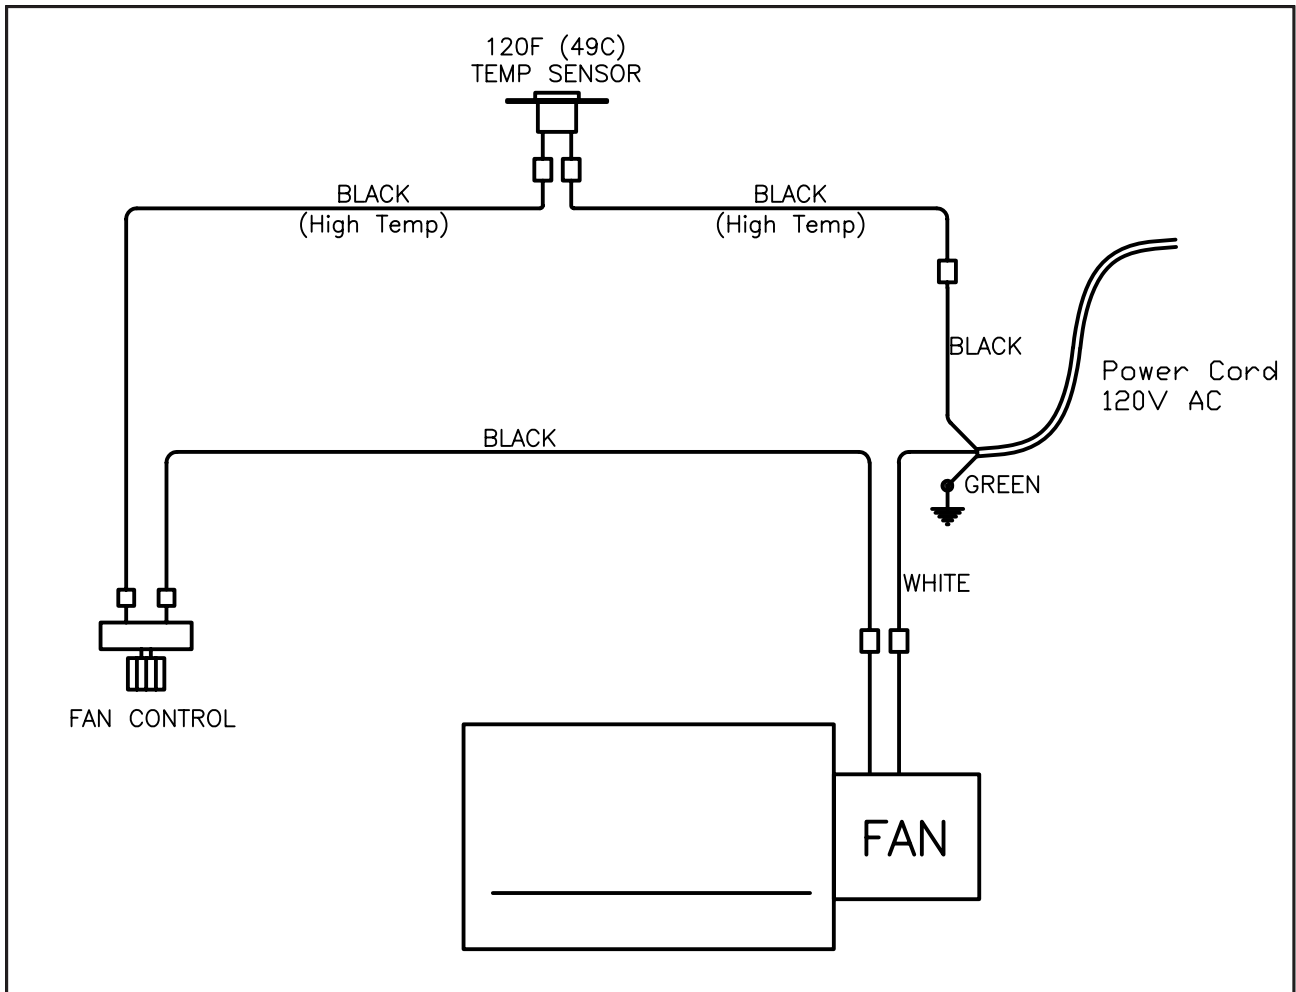 120F (49C)
TEMP SENSOR
BLACK
(High Temp)
BLACK
(High Temp)
BLACK
Power Cord
120V AC
BLACK
GREEN
WHITE
FAN CONTROL
FAN